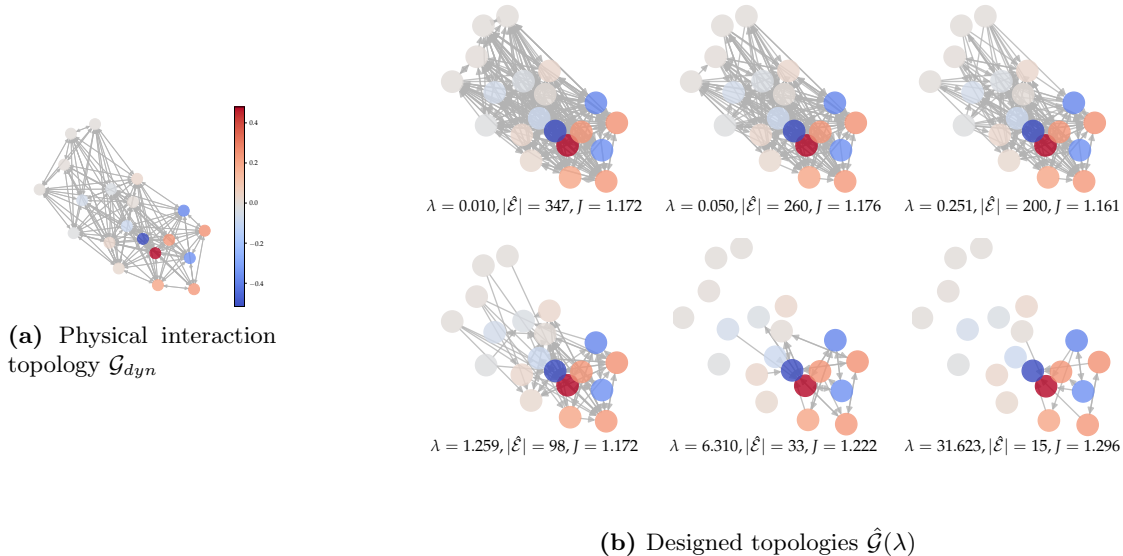 0.4
0.2
0.0
−0.2
−0.4
(a) Physical interaction
topology 𝒢_dyn
λ = 0.010, |ℰ̂| = 347, J = 1.172
λ = 0.050, |ℰ̂| = 260, J = 1.176
λ = 0.251, |ℰ̂| = 200, J = 1.161
λ = 1.259, |ℰ̂| = 98, J = 1.172
λ = 6.310, |ℰ̂| = 33, J = 1.222
λ = 31.623, |ℰ̂| = 15, J = 1.296
(b) Designed topologies 𝒢̂(λ)